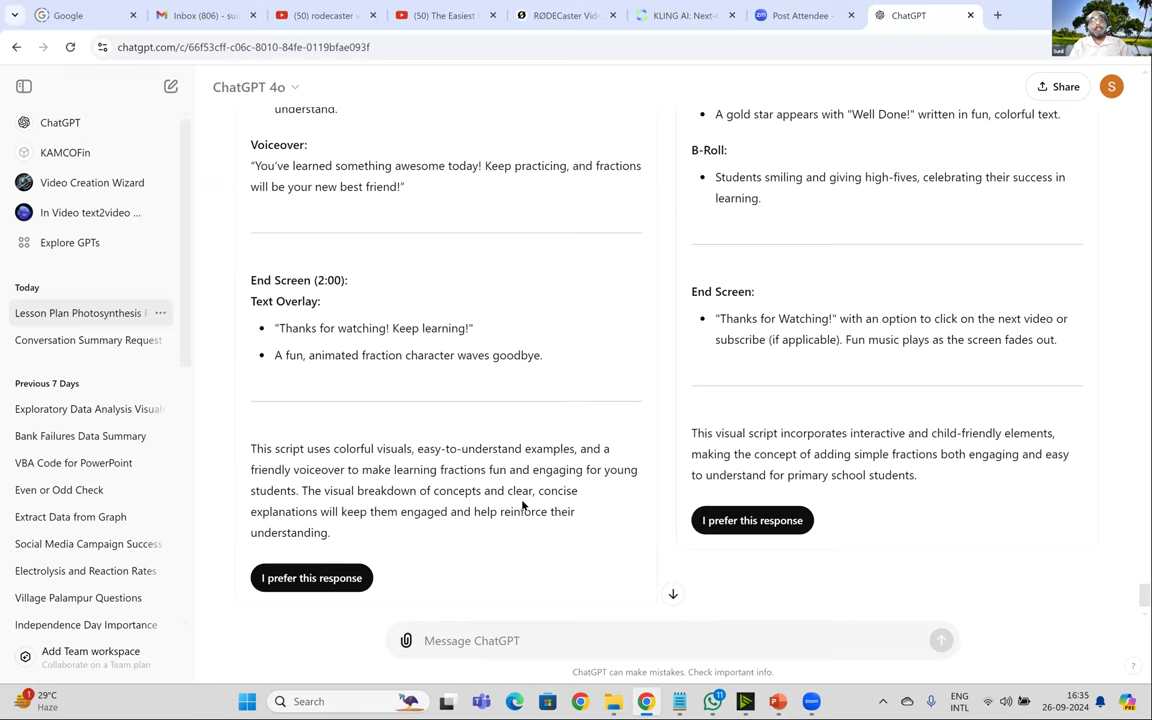 Google
Inbox (806) - su
(50) rodecaster v
(50) The Easiest
RØDECaster Vid
KLING AI: Next-
Post Attendee -
ChatGPT
chatgpt.com/c/66f53cff-c06c-8010-84fe-0119bfae093f
Sunil
ChatGPT 4o
Share
S
ChatGPT
KAMCOFin
Video Creation Wizard
In Video text2video ...
Explore GPTs
Today
Lesson Plan Photosynthesis
Conversation Summary Request
Previous 7 Days
Exploratory Data Analysis Visuals
Bank Failures Data Summary
VBA Code for PowerPoint
Even or Odd Check
Extract Data from Graph
Social Media Campaign Success
Electrolysis and Reaction Rates
Village Palampur Questions
Independence Day Importance
Add Team workspace
Collaborate on a Team plan
understand.
Voiceover:
"You've learned something awesome today! Keep practicing, and fractions
will be your new best friend!"
End Screen (2:00):
Text Overlay:
• "Thanks for watching! Keep learning!"
• A fun, animated fraction character waves goodbye.
This script uses colorful visuals, easy-to-understand examples, and a
friendly voiceover to make learning fractions fun and engaging for young
students. The visual breakdown of concepts and clear, concise
explanations will keep them engaged and help reinforce their
understanding.
I prefer this response
• A gold star appears with "Well Done!" written in fun, colorful text.
B-Roll:
• Students smiling and giving high-fives, celebrating their success in
learning.
End Screen:
• "Thanks for Watching!" with an option to click on the next video or
subscribe (if applicable). Fun music plays as the screen fades out.
This visual script incorporates interactive and child-friendly elements,
making the concept of adding simple fractions both engaging and easy
to understand for primary school students.
I prefer this response
Message ChatGPT
ChatGPT can make mistakes. Check important info.
?
1
29°C
Haze
Search
11
ENG
INTL
16:35
26-09-2024
PRE